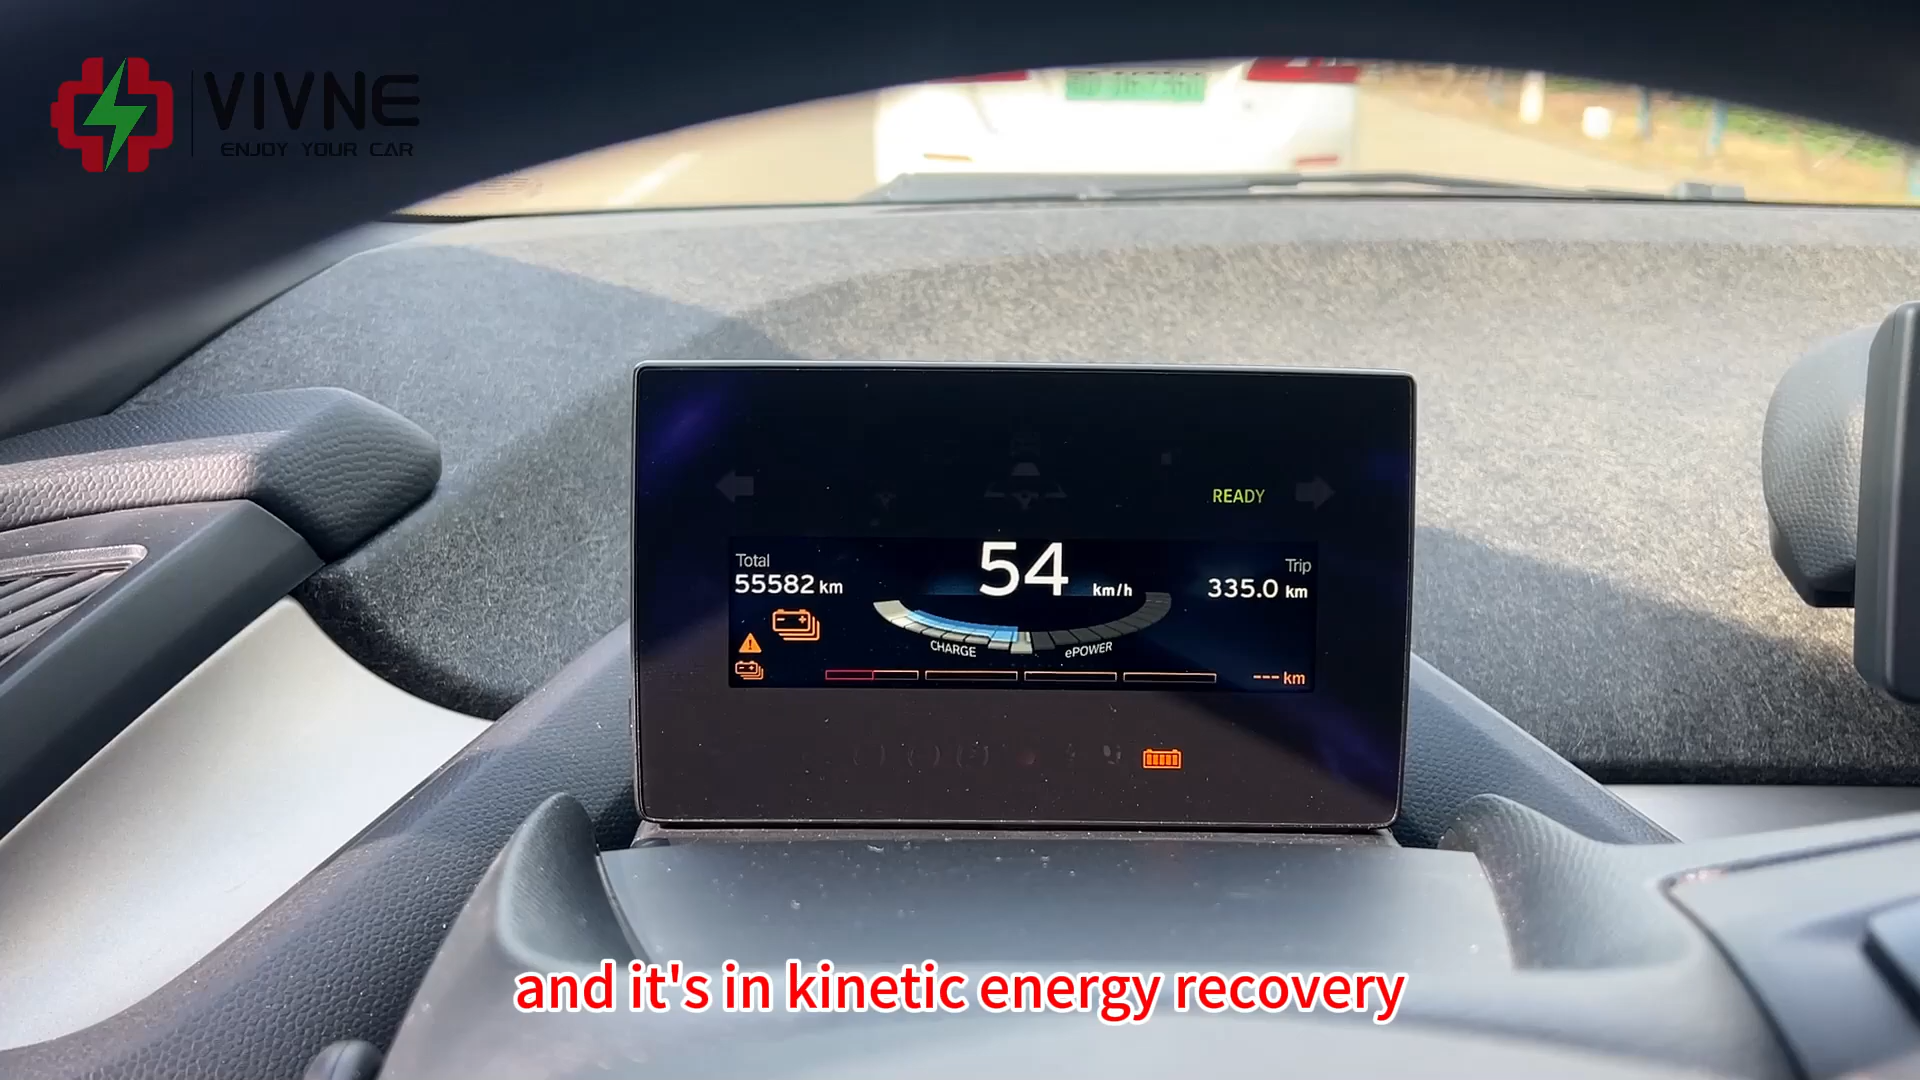 VIVNE
ENJOY YOUR CAR
READY
Total
55582 km
54 km/h
Trip
335.0 km
CHARGE
ePOWER
--- km
and it's in kinetic energy recovery